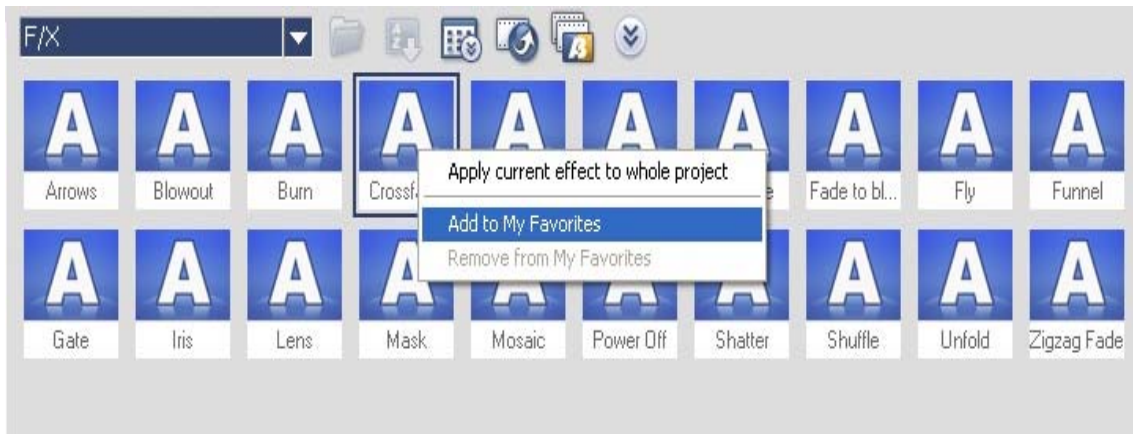 F/X
A A A A A A A A A A
Arrows Blowout Burn Fade to bl... Fly Funnel
Apply current effect to whole project
Add to My Favorites
Remove from My Favorites
A A A A A A A A A A
Gate Iris Lens Mask Mosaic Power Off Shatter Shuffle Unfold Zigzag Fade